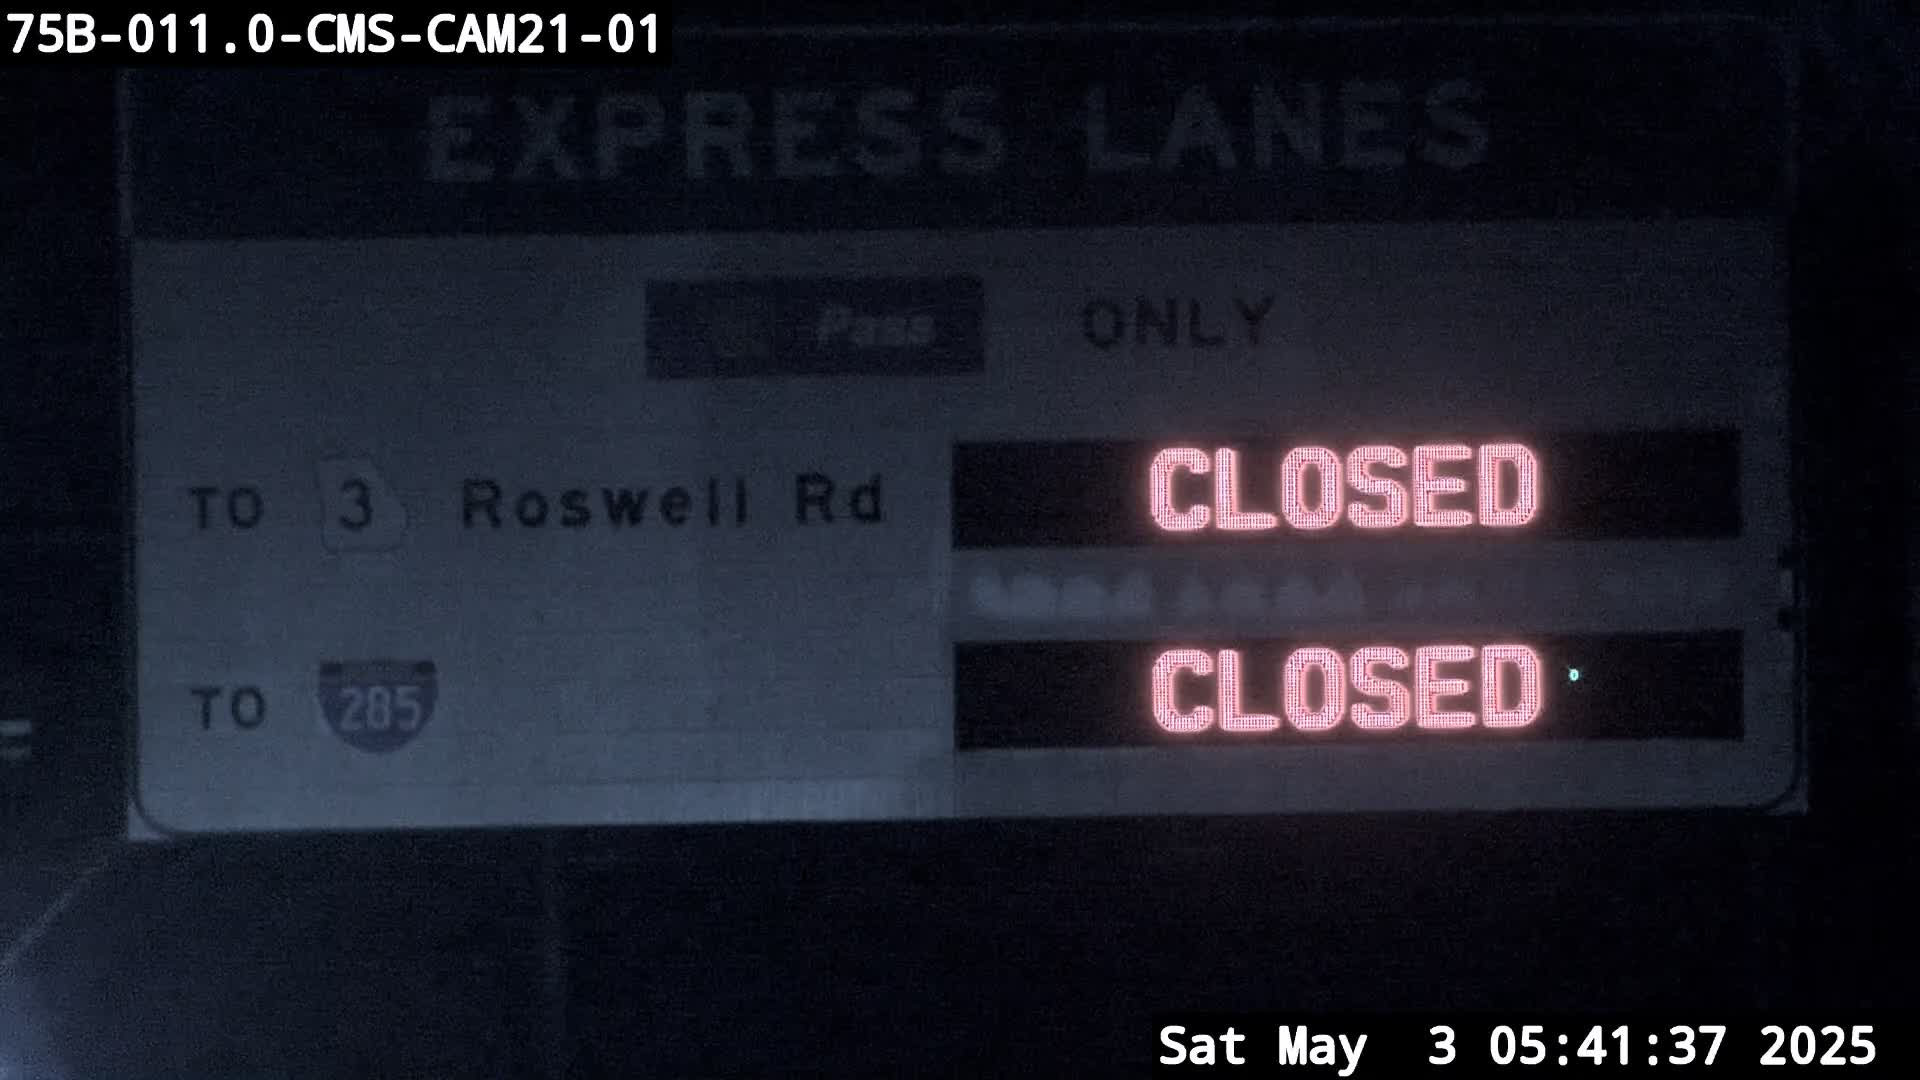 75B-011.0-CMS-CAM21-01
EXPRESS LANES
Pass ONLY
TO 3 Roswell Rd CLOSED
TO 285 CLOSED
Sat May 3 05:41:37 2025